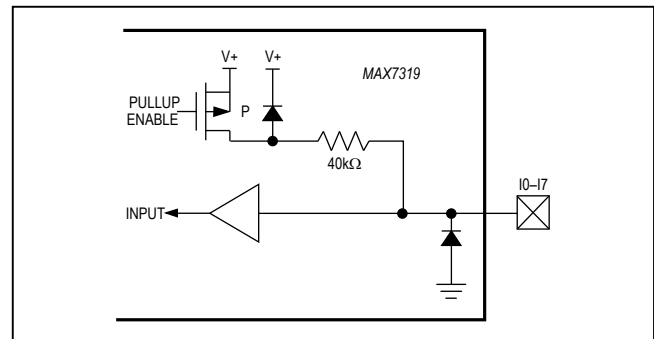 V+
V+
MAX7319
PULLUP
ENABLE
P
40kΩ
I0–I7
INPUT